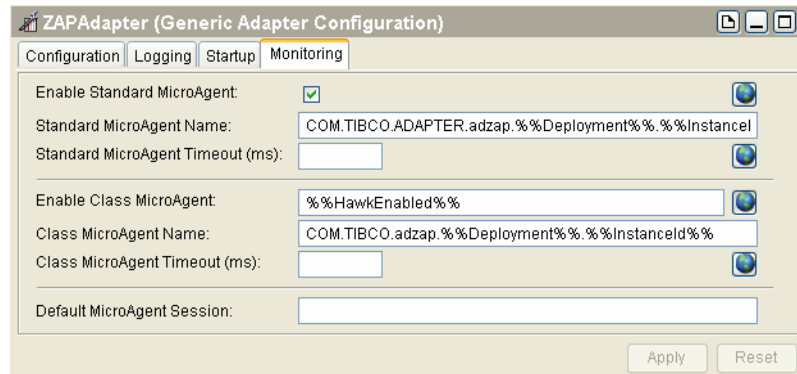 ZAPAdapter (Generic Adapter Configuration)
Configuration Logging Startup Monitoring
Enable Standard MicroAgent:
Standard MicroAgent Name: COM.TIBCO.ADAPTER.adzap.%%Deployment%%.%%InstanceI
Standard MicroAgent Timeout (ms):
Enable Class MicroAgent: %%HawkEnabled%%
Class MicroAgent Name: COM.TIBCO.adzap.%%Deployment%%.%%InstanceId%%
Class MicroAgent Timeout (ms):
Default MicroAgent Session:
Apply Reset